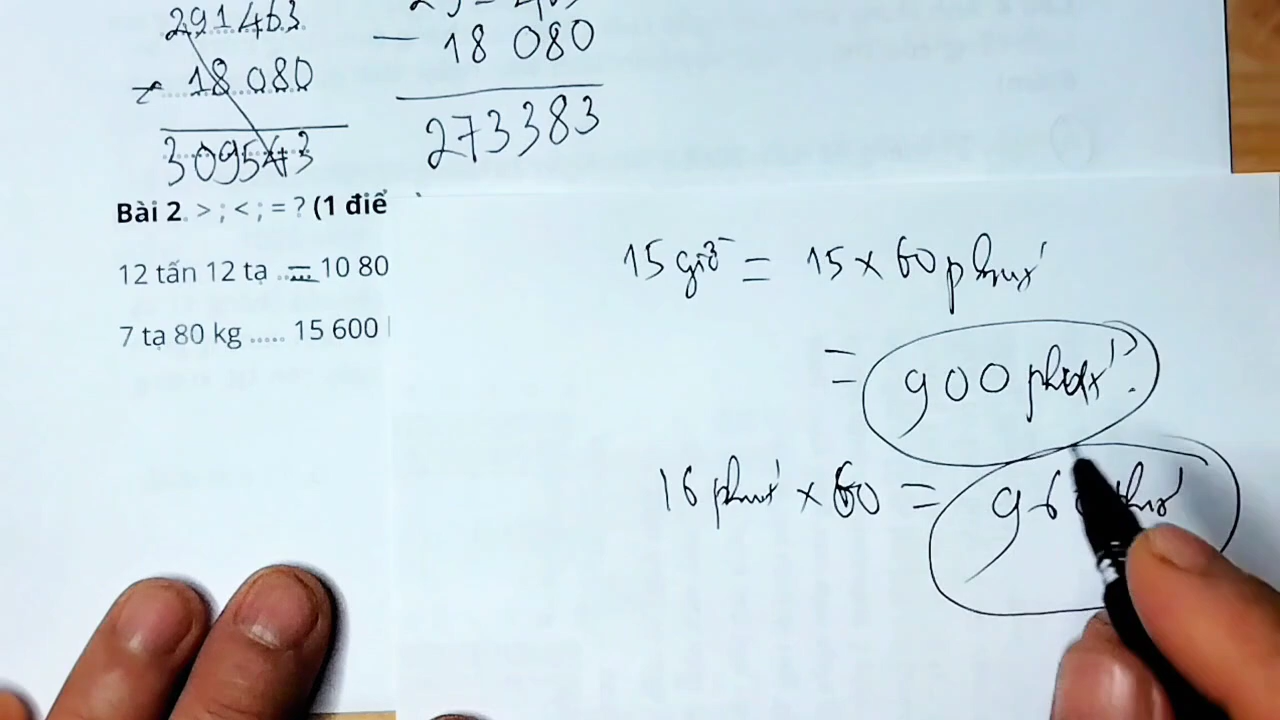 291463
18 080
309543
– 18 080
273383
Bài 2. > ; < ; = ? (1 điể
12 tấn 12 tạ ..=.. 10 80
7 tạ 80 kg ..... 15 600
15 giờ = 15 x 60 phút
= 900 phút
16 phút x 60 =